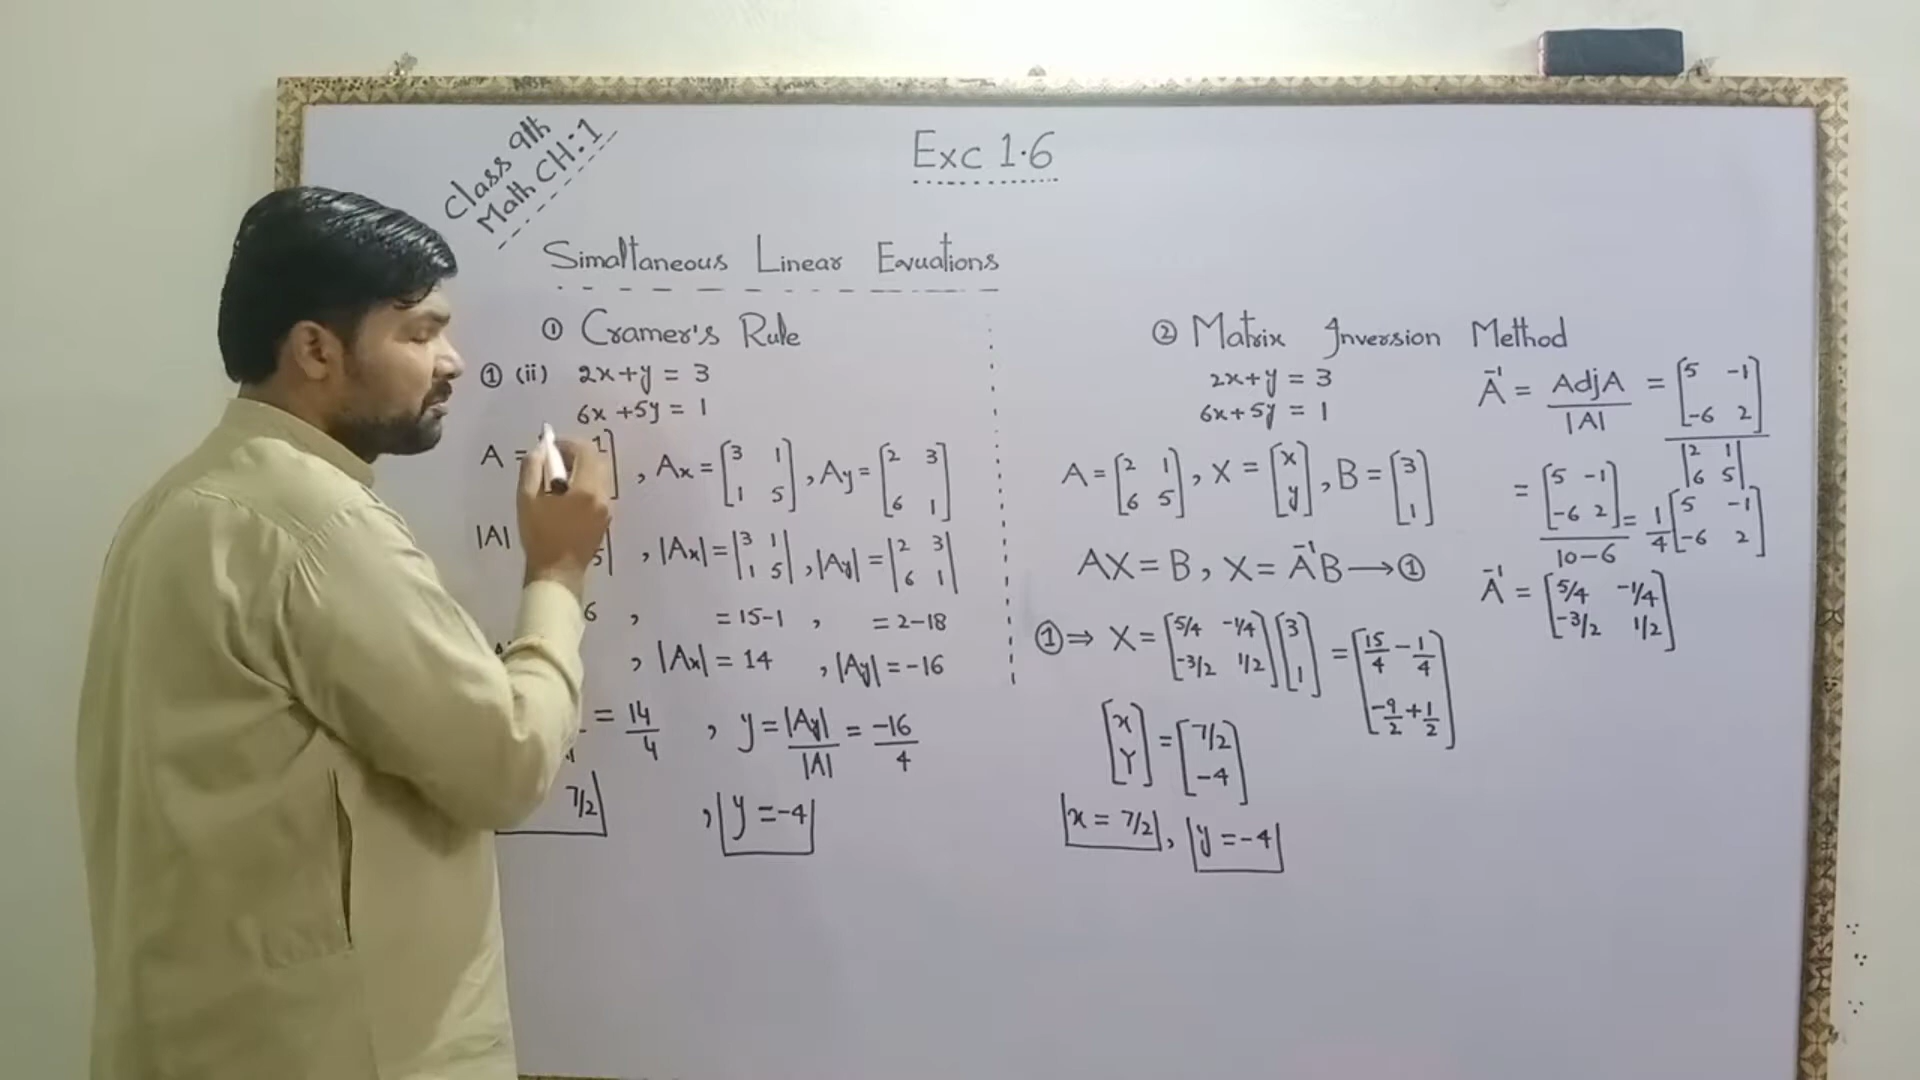 Class 9th
Math CH:1
Exc 1.6
Simaltaneous Linear Equations
① Cramer's Rule
① (ii) 2x+y = 3
6x +5y = 1
A = 1] , Ax = [3 1; 1 5] , Ay = [2 3; 6 1]
|A| 5| , |Ax| = |3 1; 1 5| , |Ay| = |2 3; 6 1|
6 , = 15-1 , = 2-18
, |Ax| = 14 , |Ay| = -16
= 14/4 , y = |Ay|/|A| = -16/4
7/2 , y = -4
② Matrix Inversion Method
2x+y = 3
6x+5y = 1
A = [2 1; 6 5] , X = [x; y] , B = [3; 1]
AX = B , X = A⁻¹B → ①
① ⇒ X = [5/4 -1/4; -3/2 1/2] [3; 1] = [15/4 - 1/4; -9/2 + 1/2]
[x; Y] = [7/2; -4]
x = 7/2 , y = -4
A⁻¹ = AdjA/|A| = [5 -1; -6 2] / |2 1; 6 5|
= [5 -1; -6 2] / 10-6 = 1/4 [5 -1; -6 2]
A⁻¹ = [5/4 -1/4; -3/2 1/2]